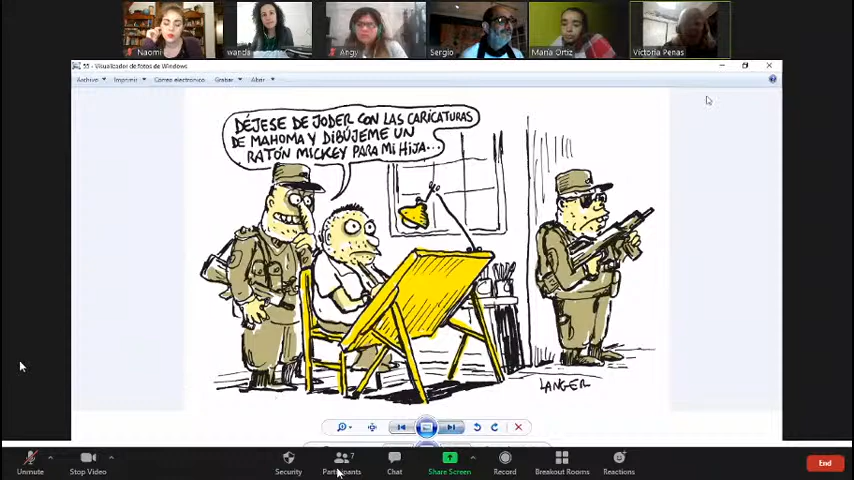 Naomi
wanda
Angy
Sergio
María Ortiz
Victoria Penas
55 - Visualizador de fotos de Windows
Archivo
Imprimir
Correo electrónico
Grabar
Abrir
DÉJESE DE JODER CON LAS CARICATURAS
DE MAHOMA Y DIBÚJEME UN
RATÓN MICKEY PARA MI HIJA...
LANGER
Unmute
Stop Video
Security
7
Participants
Chat
Share Screen
Record
Breakout Rooms
Reactions
End